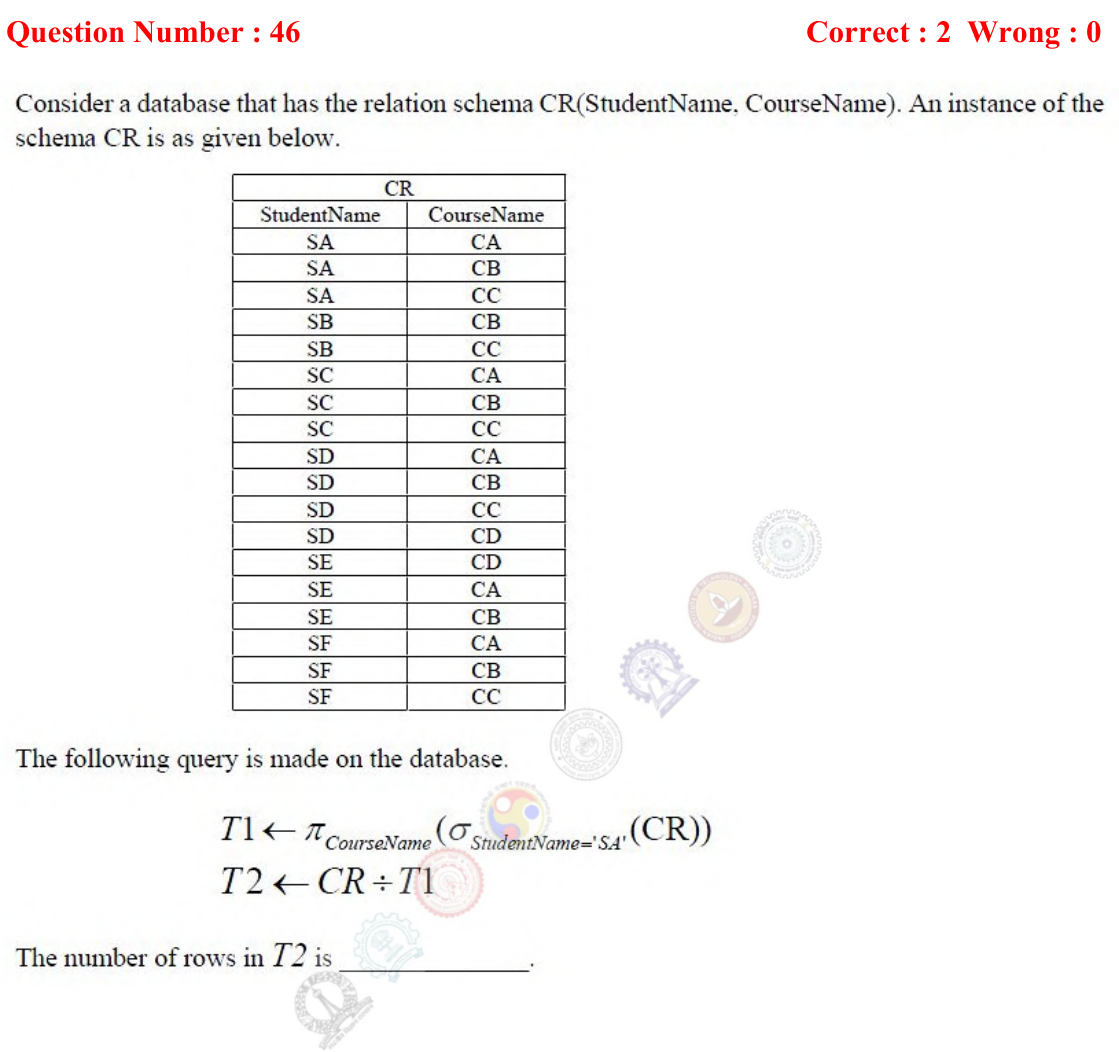 Question Number : 46 Correct : 2 Wrong : 0
Consider a database that has the relation schema CR(StudentName, CourseName). An instance of the
schema CR is as given below.
CR
StudentName CourseName
SA CA
SA CB
SA CC
SB CB
SB CC
SC CA
SC CB
SC CC
SD CA
SD CB
SD CC
SD CD
SE CD
SE CA
SE CB
SF CA
SF CB
SF CC
The following query is made on the database.
T1 ← π CourseName (σ StudentName='SA' (CR))
T2 ← CR ÷ T1
The number of rows in T2 is ________________.